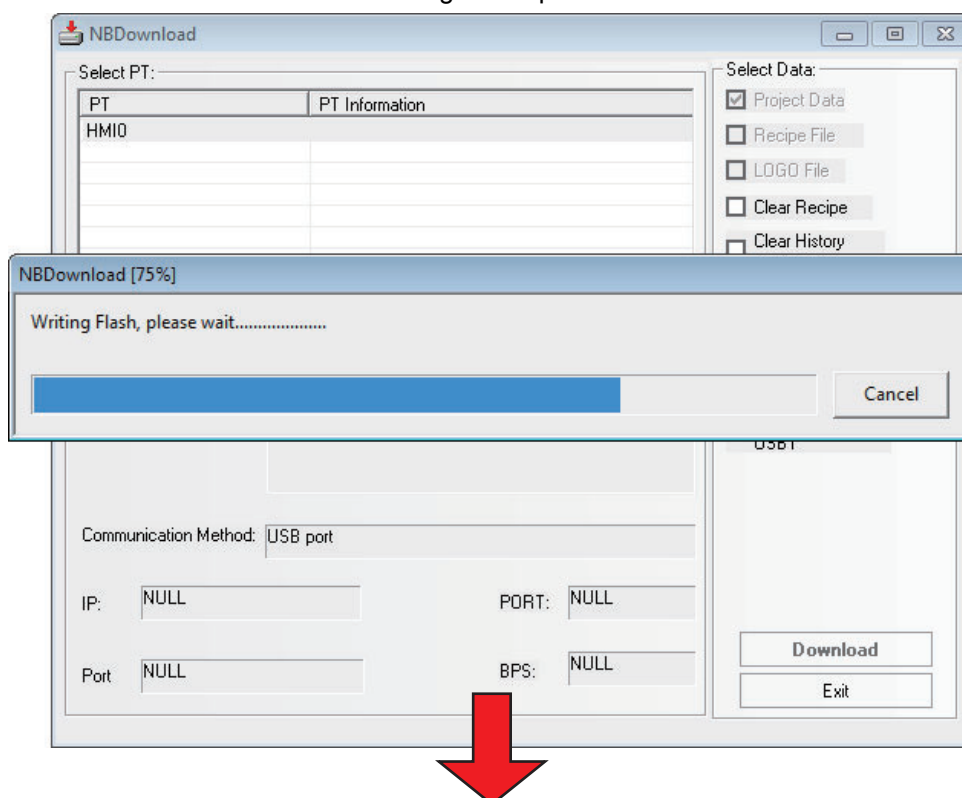 NBDownload
Select PT:
PT PT Information
HMI0
Select Data:
Project Data
Recipe File
LOGO File
Clear Recipe
Clear History
NBDownload [75%]
Writing Flash, please wait.....................
Cancel
Communication Method: USB port
IP: NULL PORT: NULL
Port NULL BPS: NULL
Download
Exit